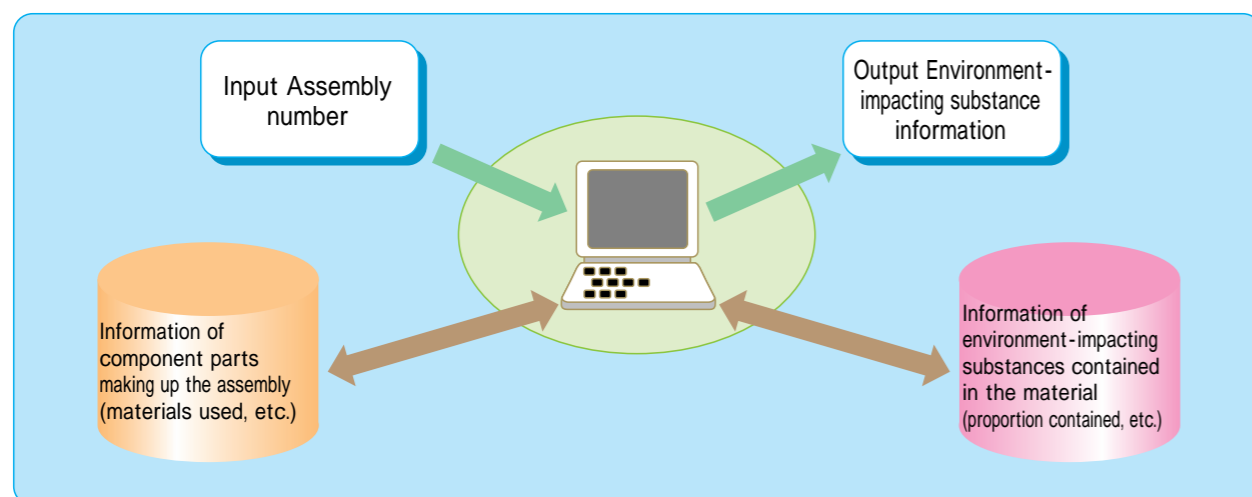 Input Assembly
number
Output Environment-
impacting substance
information
Information of
component parts
making up the assembly
(materials used, etc.)
Information of
environment-impacting
substances contained
in the material
(proportion contained, etc.)